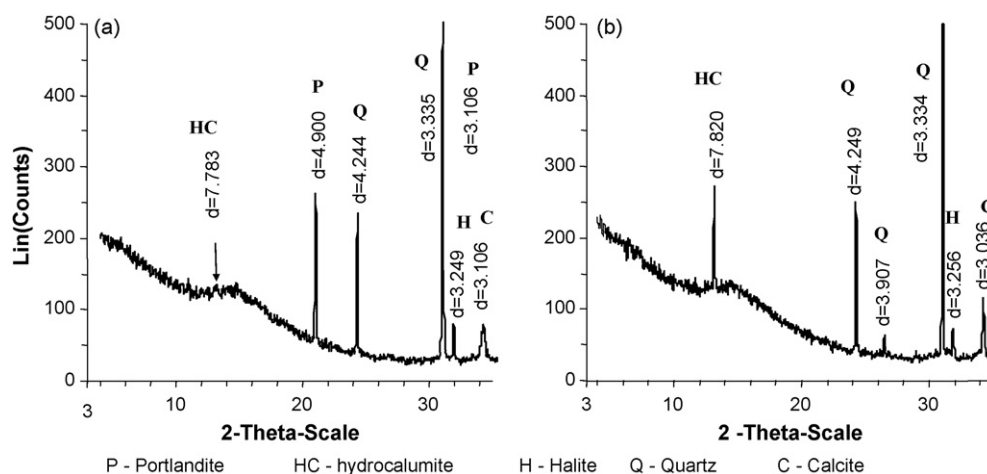 (a)
Lin(Counts)
500
400
300
200
100
0
3
10
20
30
2-Theta-Scale
HC
d=7.783
P
d=4.900
Q
d=4.244
Q
d=3.335
P
d=3.106
H
d=3.249
C
d=3.106
(b)
500
400
300
200
100
0
3
10
20
30
2 -Theta-Scale
HC
d=7.820
Q
d=4.249
Q
d=3.907
Q
d=3.334
H
d=3.256
C
d=3.036
P - Portlandite HC - hydrocalumite H - Halite Q - Quartz C - Calcite